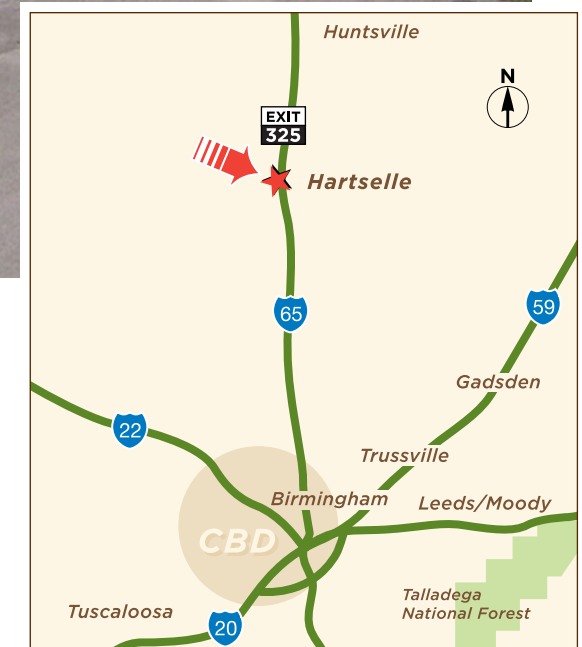 Huntsville
N
EXIT
325
Hartselle
65
59
Gadsden
22
Trussville
Birmingham
Leeds/Moody
CBD
Talladega
National Forest
Tuscaloosa
20